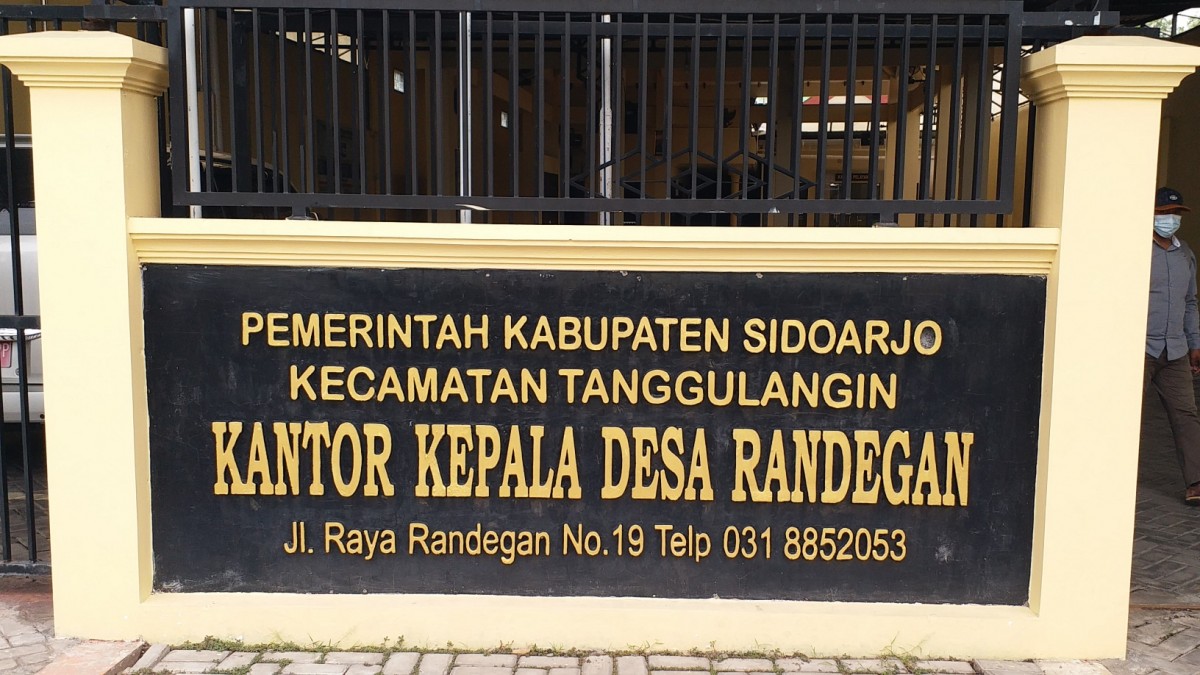 PEMERINTAH KABUPATEN SIDOARJO
KECAMATAN TANGGULANGIN
KANTOR KEPALA DESA RANDEGAN
Jl. Raya Randegan No.19 Telp 031 8852053